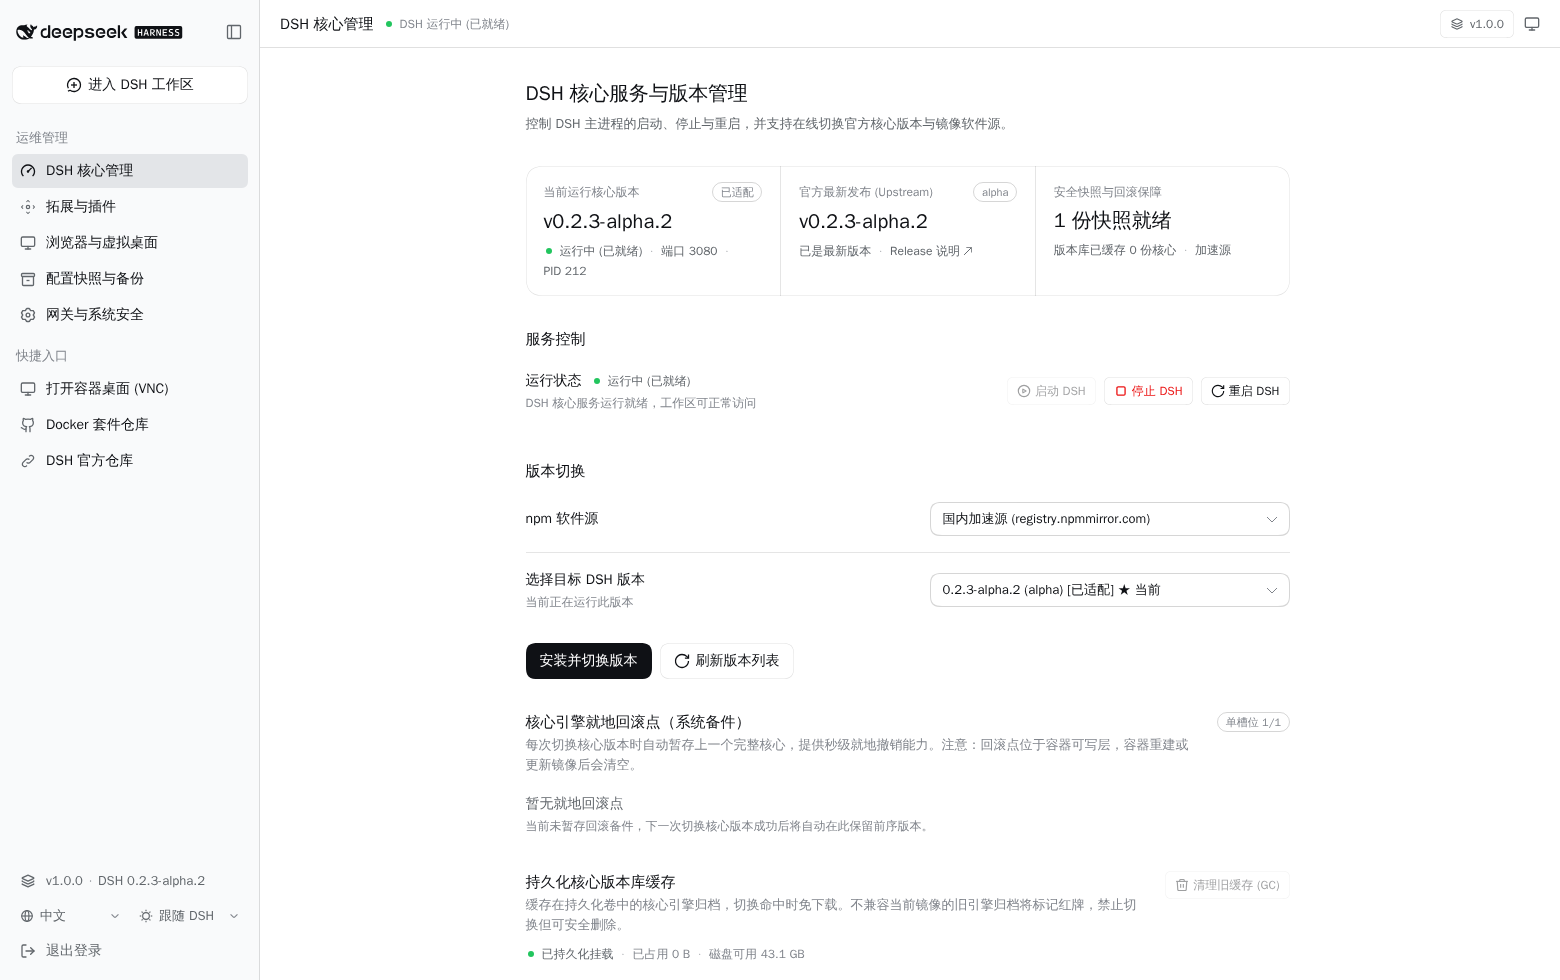 deepseek HARNESS
进入 DSH 工作区
运维管理
DSH 核心管理
拓展与插件
浏览器与虚拟桌面
配置快照与备份
网关与系统安全
快捷入口
打开容器桌面 (VNC)
Docker 套件仓库
DSH 官方仓库
v1.0.0 · DSH 0.2.3-alpha.2
中文
跟随 DSH
退出登录
DSH 核心管理
DSH 运行中 (已就绪)
v1.0.0
DSH 核心服务与版本管理
控制 DSH 主进程的启动、停止与重启，并支持在线切换官方核心版本与镜像软件源。
当前运行核心版本
已适配
v0.2.3-alpha.2
运行中 (已就绪) · 端口 3080 ·
PID 212
官方最新发布 (Upstream)
alpha
v0.2.3-alpha.2
已是最新版本 · Release 说明
安全快照与回滚保障
1 份快照就绪
版本库已缓存 0 份核心 · 加速源
服务控制
运行状态
运行中 (已就绪)
DSH 核心服务运行就绪，工作区可正常访问
启动 DSH
停止 DSH
重启 DSH
版本切换
npm 软件源
国内加速源 (registry.npmmirror.com)
选择目标 DSH 版本
当前正在运行此版本
0.2.3-alpha.2 (alpha) [已适配] ★ 当前
安装并切换版本
刷新版本列表
核心引擎就地回滚点（系统备件）
单槽位 1/1
每次切换核心版本时自动暂存上一个完整核心，提供秒级就地撤销能力。注意：回滚点位于容器可写层，容器重建或
更新镜像后会清空。
暂无就地回滚点
当前未暂存回滚备件，下一次切换核心版本成功后将自动在此保留前序版本。
持久化核心版本库缓存
清理旧缓存 (GC)
缓存在持久化卷中的核心引擎归档，切换命中时免下载。不兼容当前镜像的旧引擎归档将标记红牌，禁止切
换但可安全删除。
已持久化挂载 · 已占用 0 B · 磁盘可用 43.1 GB